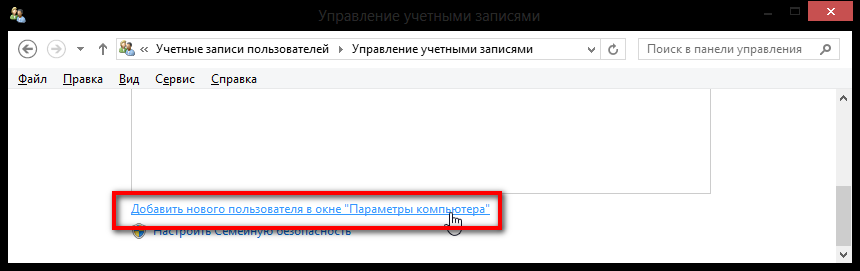 Управление учетными записями
« Учетные записи пользователей Управление учетными записями Поиск в панели управления
Файл Правка Вид Сервис Справка
Добавить нового пользователя в окне "Параметры компьютера"
Настроить Семейную безопасность